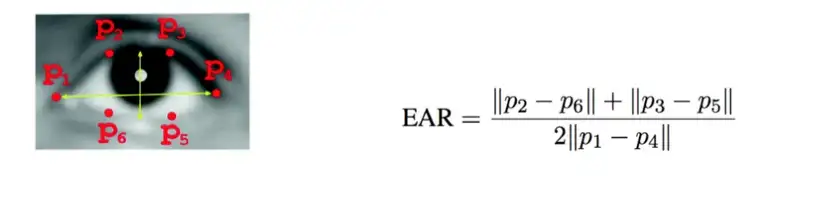 p2 p3
p1 p4
p6 p5
EAR = (‖p2 − p6‖ + ‖p3 − p5‖) / (2‖p1 − p4‖)